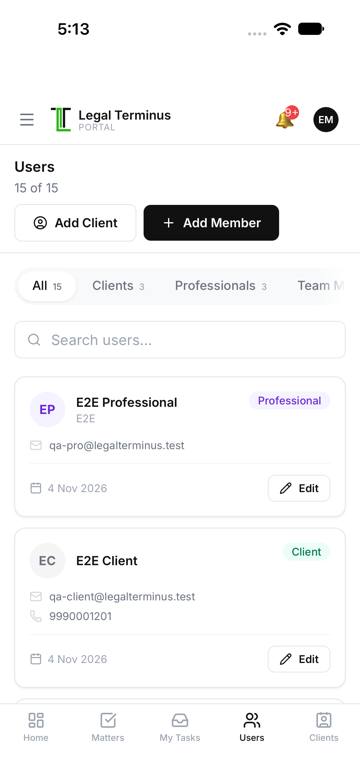 5:13
Legal Terminus
PORTAL
9+
EM
Users
15 of 15
Add Client
Add Member
All 15
Clients 3
Professionals 3
Team M
Search users...
EP
E2E Professional
E2E
Professional
qa-pro@legalterminus.test
4 Nov 2026
Edit
EC
E2E Client
Client
qa-client@legalterminus.test
9990001201
4 Nov 2026
Edit
Home
Matters
My Tasks
Users
Clients